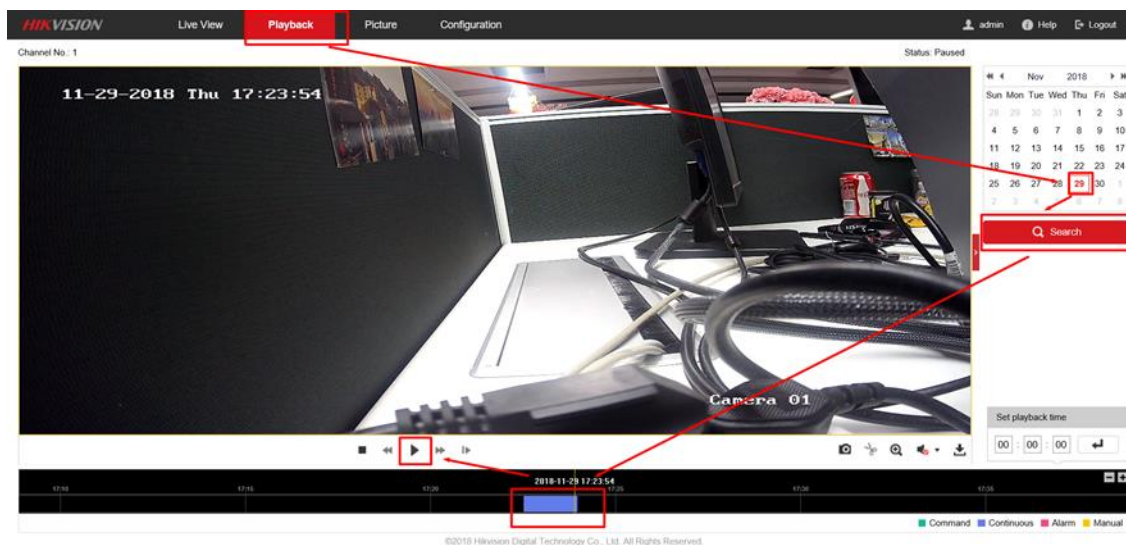 HIKVISION Live View Playback Picture Configuration admin Help Logout
Channel No.: 1 Status: Paused
11-29-2018 Thu 17:23:54
Nov 2018
Sun Mon Tue Wed Thu Fri Sat
28 29 30 31 1 2 3
4 5 6 7 8 9 10
11 12 13 14 15 16 17
18 19 20 21 22 23 24
25 26 27 28 29 30 1
2 3 4 6 7 8
Search
Camera 01
Set playback time
00 : 00 : 00
2018-11-29 17:23:54
17:10 17:15 17:20 17:25 17:30 17:35
Command Continuous Alarm Manual
©2018 Hikvision Digital Technology Co., Ltd. All Rights Reserved.